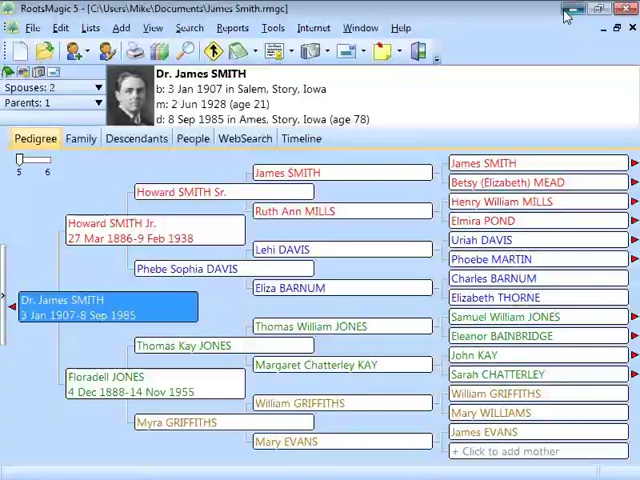 RootsMagic 5 - [C:\Users\Mike\Documents\James Smith.rmgc]
File Edit Lists Add View Search Reports Tools Internet Window Help
Spouses: 2
Parents: 1
Dr. James SMITH
b: 3 Jan 1907 in Salem, Story, Iowa
m: 2 Jun 1928 (age 21)
d: 8 Sep 1985 in Ames, Story, Iowa (age 78)
Pedigree Family Descendants People WebSearch Timeline
5 6
Dr. James SMITH
3 Jan 1907-8 Sep 1985
Howard SMITH Jr.
27 Mar 1886-9 Feb 1938
Floradell JONES
4 Dec 1888-14 Nov 1955
Howard SMITH Sr.
Phebe Sophia DAVIS
Thomas Kay JONES
Myra GRIFFITHS
James SMITH
Ruth Ann MILLS
Lehi DAVIS
Eliza BARNUM
Thomas William JONES
Margaret Chatterley KAY
William GRIFFITHS
Mary EVANS
James SMITH
Betsy (Elizabeth) MEAD
Henry William MILLS
Elmira POND
Uriah DAVIS
Phoebe MARTIN
Charles BARNUM
Elizabeth THORNE
Samuel William JONES
Eleanor BAINBRIDGE
John KAY
Sarah CHATTERLEY
William GRIFFITHS
Mary WILLIAMS
James EVANS
+ Click to add mother